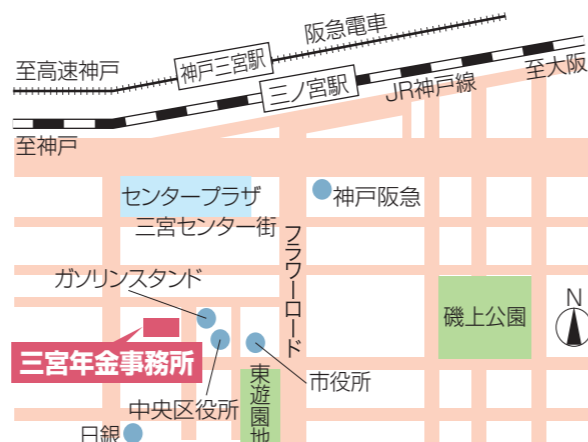 阪急電車
神戸三宮駅
至高速神戸
三ノ宮駅
JR神戸線
至大阪
至神戸
センタープラザ
神戸阪急
三宮センター街
フラワーロード
ガソリンスタンド
磯上公園
N
三宮年金事務所
市役所
中央区役所
東遊園地
日銀